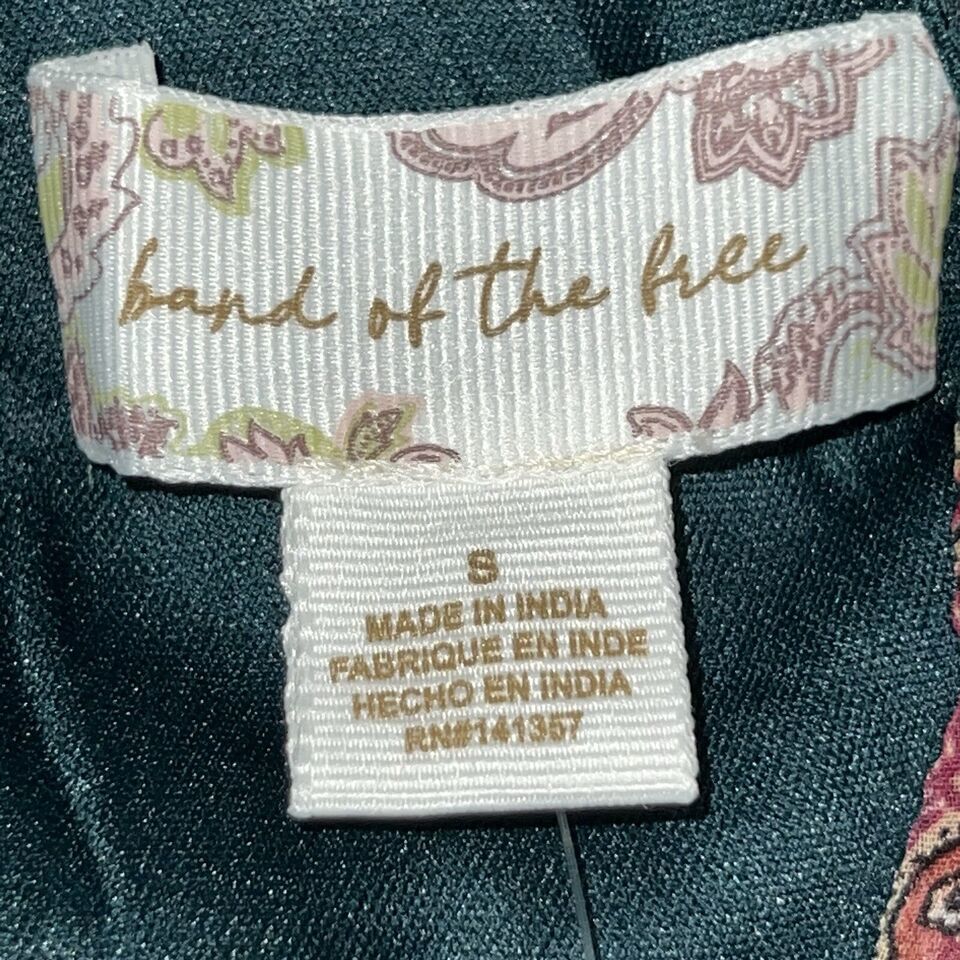 band of the free
S
MADE IN INDIA
FABRIQUE EN INDE
HECHO EN INDIA
RN#141357